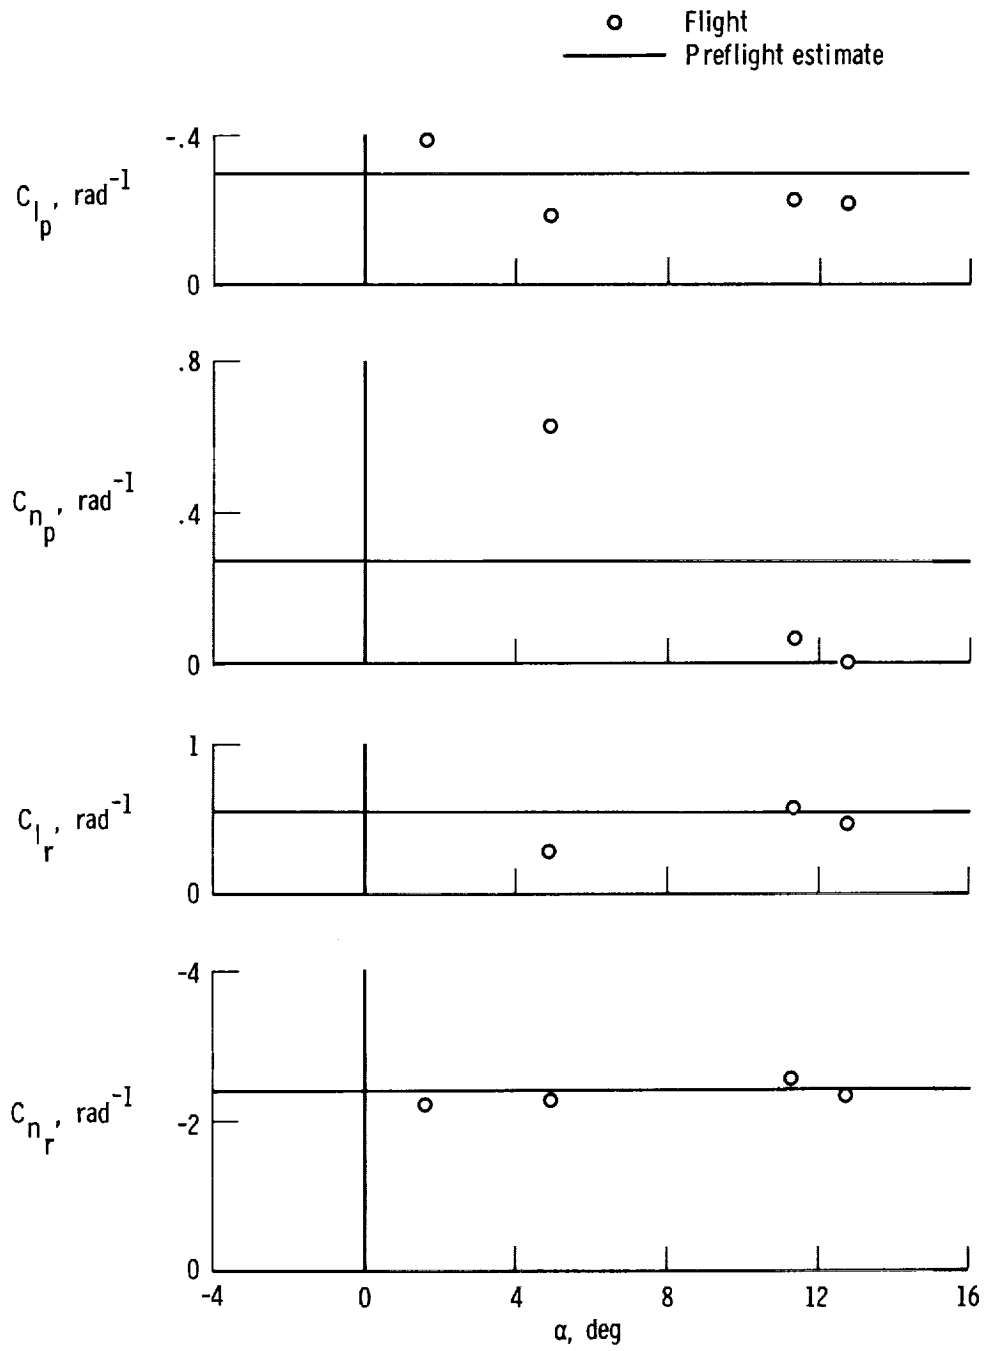 Flight
Preflight estimate
-.4
C_l_p, rad^-1
0
.8
C_n_p, rad^-1
.4
0
1
C_l_r, rad^-1
0
-4
C_n_r, rad^-1
-2
0
-4 0 4 8 12 16
α, deg